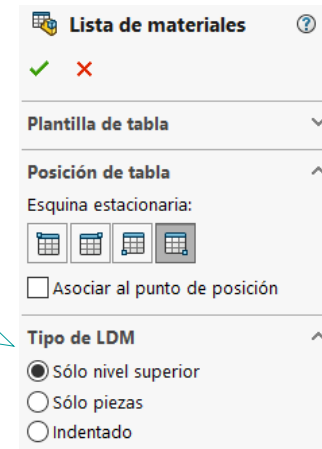 Lista de materiales
Plantilla de tabla
Posición de tabla
Esquina estacionaria:
Asociar al punto de posición
Tipo de LDM
Sólo nivel superior
Sólo piezas
Indentado